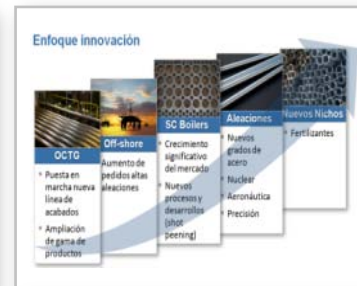 Enfoque innovación
OCTG
Puesta en
marcha nueva
línea de
acabados
Ampliación
de gama de
productos
Off-shore
Aumento de
pedidos altas
aleaciones
SC Boilers
Crecimiento
significativo
del mercado
Nuevos
procesos y
desarrollos
(shot
peening)
Aleaciones
Nuevos
grados de
acero
Nuclear
Aeronáutica
Precisión
Nuevos Nichos
Fertilizantes